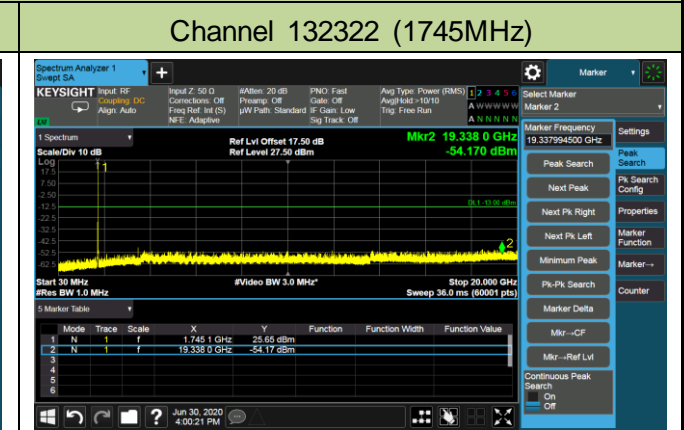 Channel 132322 (1745MHz)
Spectrum Analyzer 1
Swept SA
Marker
KEYSIGHT
Input: RF
Coupling: DC
Align: Auto
Input Z: 50 Ω
Corrections: Off
Freq Ref: Int (S)
NFE: Adaptive
#Atten: 20 dB
Preamp: Off
µW Path: Standard
PNO: Fast
Gate: Off
IF Gain: Low
Sig Track: Off
Avg Type: Power (RMS)
Avg|Hold:>10/10
Trig: Free Run
1 2 3 4 5 6
A W W W W W
A N N N N N
LV
Select Marker
Marker 2
1 Spectrum
Scale/Div 10 dB
Ref Lvl Offset 17.50 dB
Ref Level 27.50 dBm
Mkr2 19.338 0 GHz
-54.170 dBm
Log
17.5
7.50
-2.50
-12.5
-22.5
-32.5
-42.5
-52.5
-62.5
1
DL1 -13.00 dBm
2
Start 30 MHz
#Res BW 1.0 MHz
#Video BW 3.0 MHz*
Stop 20.000 GHz
Sweep 36.0 ms (60001 pts)
5 Marker Table
Mode Trace Scale X Y Function Function Width Function Value
1 N 1 f 1.745 1 GHz 25.65 dBm
2 N 1 f 19.338 0 GHz -54.17 dBm
3
4
5
6
Marker Frequency
19.337994500 GHz
Peak Search
Next Peak
Next Pk Right
Next Pk Left
Minimum Peak
Pk-Pk Search
Marker Delta
Mkr→CF
Mkr→Ref Lvl
Continuous Peak
Search
On
Off
Settings
Peak
Search
Pk Search
Config
Properties
Marker
Function
Marker→
Counter
?
Jun 30, 2020
4:00:21 PM